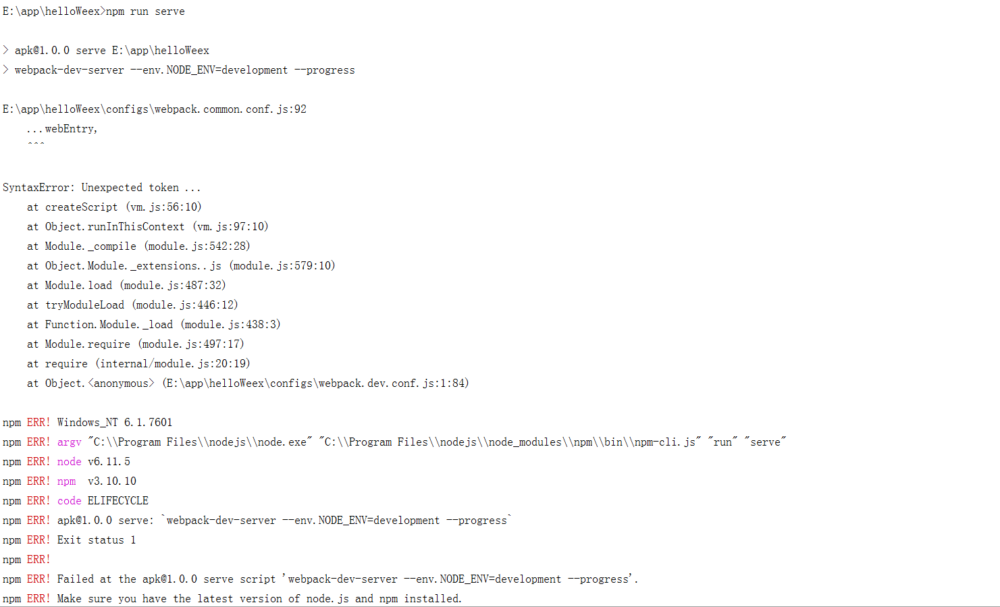 E:\app\helloWeex>npm run serve
> apk@1.0.0 serve E:\app\helloWeex
> webpack-dev-server --env.NODE_ENV=development --progress
E:\app\helloWeex\configs\webpack.common.conf.js:92
    ...webEntry,
    ^^^
SyntaxError: Unexpected token ...
    at createScript (vm.js:56:10)
    at Object.runInThisContext (vm.js:97:10)
    at Module._compile (module.js:542:28)
    at Object.Module._extensions..js (module.js:579:10)
    at Module.load (module.js:487:32)
    at tryModuleLoad (module.js:446:12)
    at Function.Module._load (module.js:438:3)
    at Module.require (module.js:497:17)
    at require (internal/module.js:20:19)
    at Object.<anonymous> (E:\app\helloWeex\configs\webpack.dev.conf.js:1:84)
npm ERR! Windows_NT 6.1.7601
npm ERR! argv "C:\\Program Files\\nodejs\\node.exe" "C:\\Program Files\\nodejs\\node_modules\\npm\\bin\\npm-cli.js" "run" "serve"
npm ERR! node v6.11.5
npm ERR! npm  v3.10.10
npm ERR! code ELIFECYCLE
npm ERR! apk@1.0.0 serve: `webpack-dev-server --env.NODE_ENV=development --progress`
npm ERR! Exit status 1
npm ERR!
npm ERR! Failed at the apk@1.0.0 serve script 'webpack-dev-server --env.NODE_ENV=development --progress'.
npm ERR! Make sure you have the latest version of node.js and npm installed.